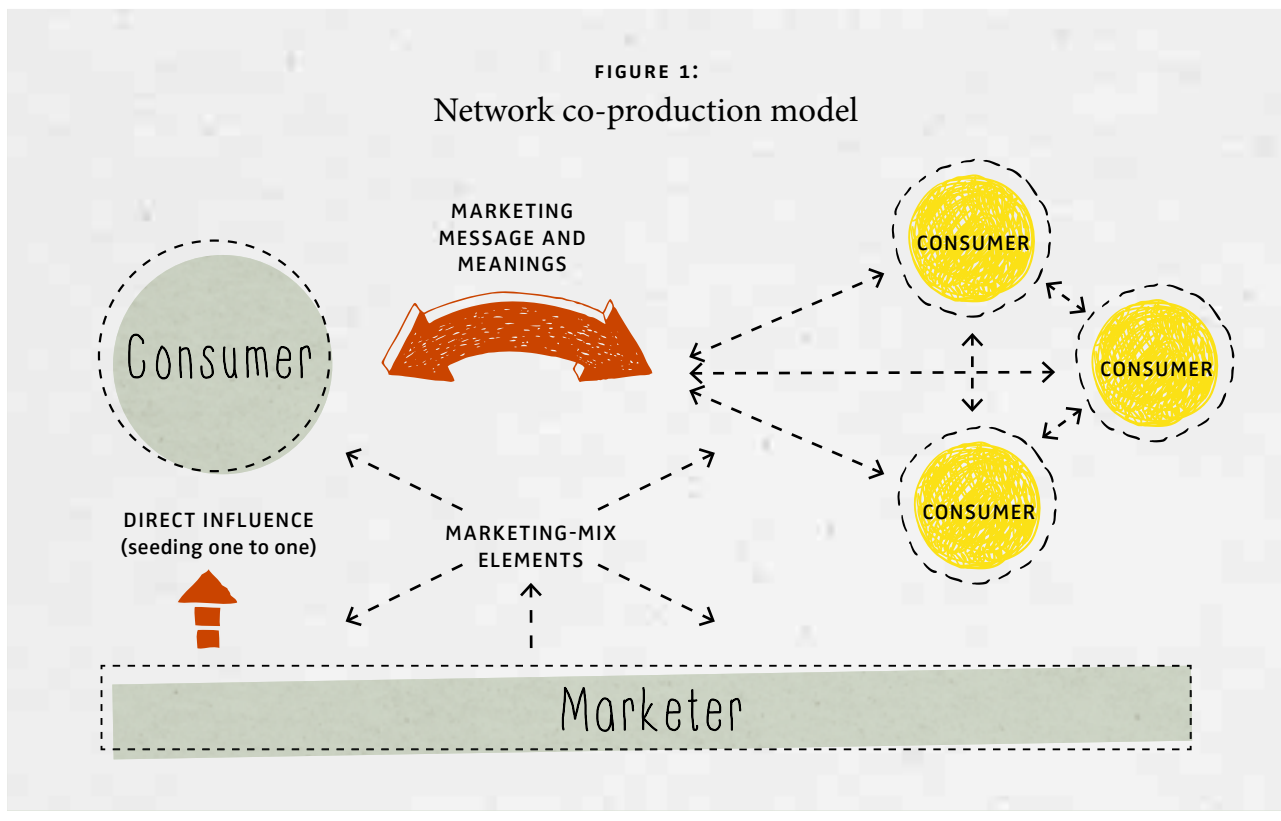 FIGURE 1:
Network co-production model
MARKETING
MESSAGE AND
MEANINGS
Consumer
CONSUMER
CONSUMER
CONSUMER
DIRECT INFLUENCE
(seeding one to one)
MARKETING-MIX
ELEMENTS
Marketer